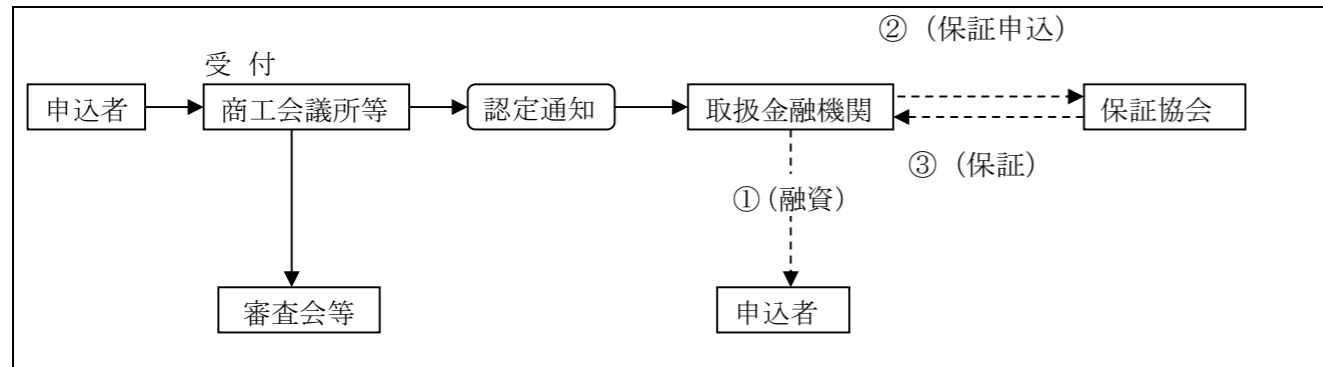 ② (保証申込)
受 付
申込者
商工会議所等
認定通知
取扱金融機関
保証協会
③ (保証)
① (融資)
審査会等
申込者